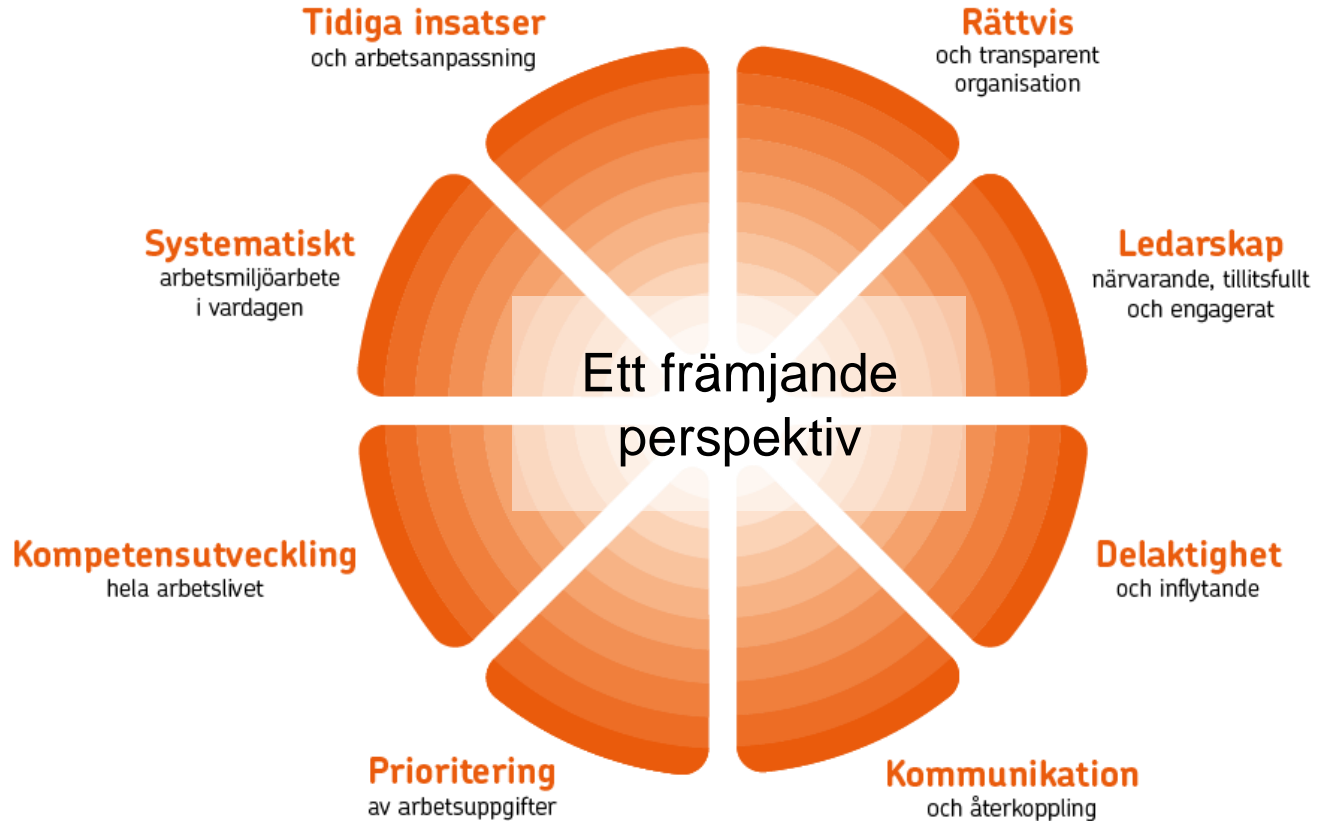 Tidiga insatser
och arbetsanpassning
Rättvis
och transparent
organisation
Systematiskt
arbetsmiljöarbete
i vardagen
Ledarskap
närvarande, tillitsfullt
och engagerat
Ett främjande
perspektiv
Kompetensutveckling
hela arbetslivet
Delaktighet
och inflytande
Prioritering
av arbetsuppgifter
Kommunikation
och återkoppling